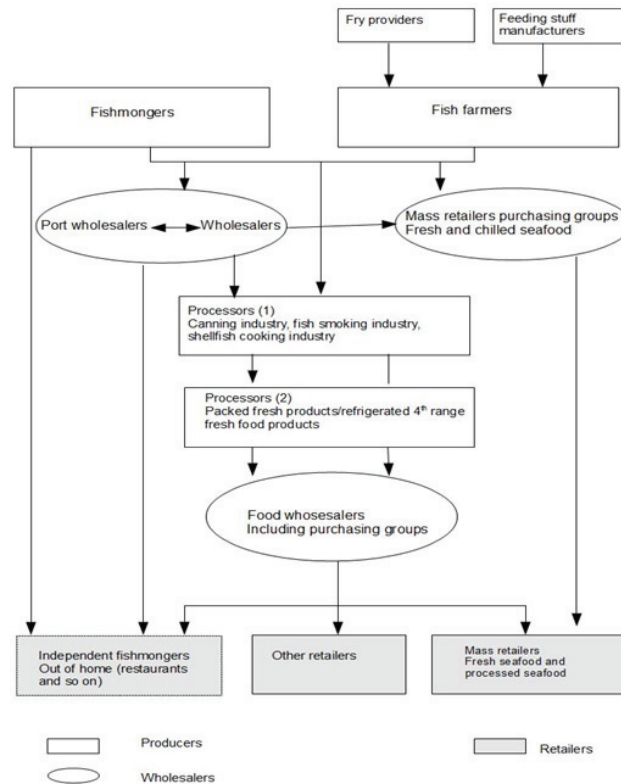 Fry providers
Feeding stuff
manufacturers
Fishmongers
Fish farmers
Port wholesalers
Wholesalers
Mass retailers purchasing groups
Fresh and chilled seafood
Processors (1)
Canning industry, fish smoking industry,
shellfish cooking industry
Processors (2)
Packed fresh products/refrigerated 4th range
fresh food products
Food whosesalers
Including purchasing groups
Independent fishmongers
Out of home (restaurants
and so on)
Other retailers
Mass retailers
Fresh seafood and
processed seafood
Producers
Retailers
Wholesalers